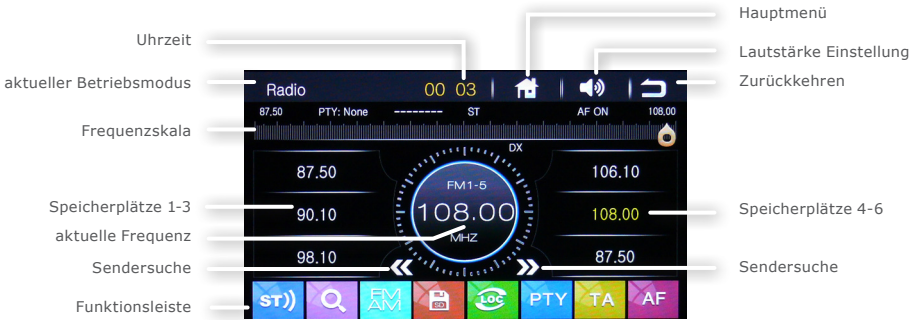 Hauptmenü
Uhrzeit
Lautstärke Einstellung
aktueller Betriebsmodus
Zurückkehren
Radio 00 03
87.50 PTY: None -------- ST AF ON 108.00
Frequenzskala
DX
87.50
FM1-5
106.10
Speicherplätze 1-3
90.10
108.00
108.00
Speicherplätze 4-6
aktuelle Frequenz
MHZ
98.10
87.50
Sendersuche
Sendersuche
Funktionsleiste
ST)) FM AM SD LOC PTY TA AF